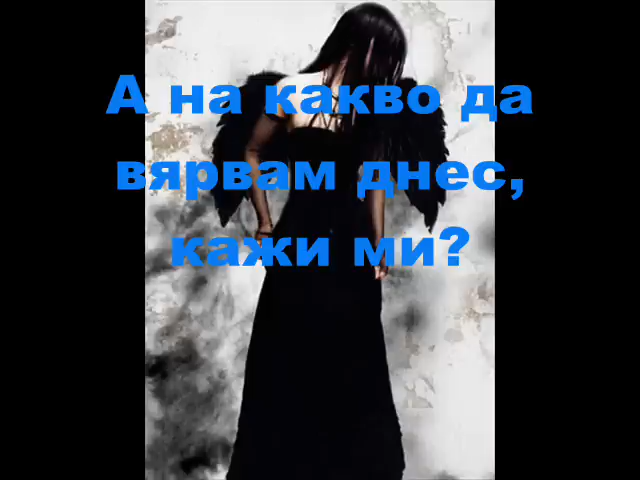 А на какво да
вярвам днес,
кажи ми?